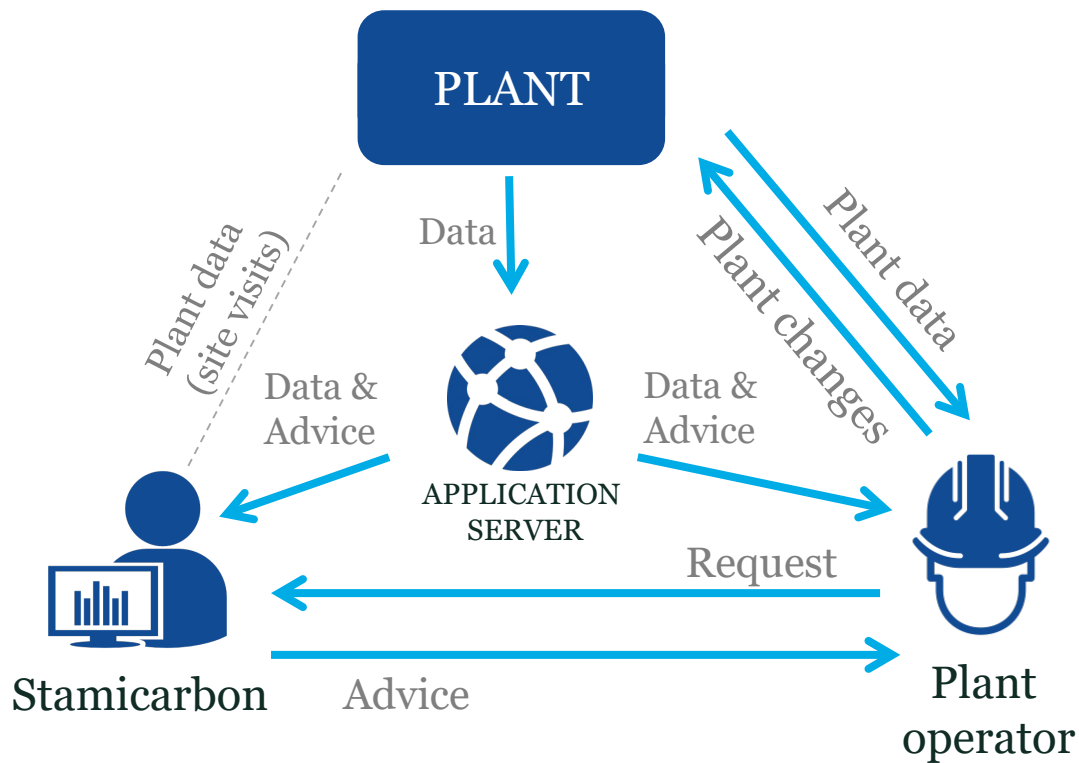 PLANT
Data
Plant data
(site visits)
Plant data
Plant changes
Data &
Advice
Data &
Advice
APPLICATION
SERVER
Request
Advice
Stamicarbon
Plant
operator